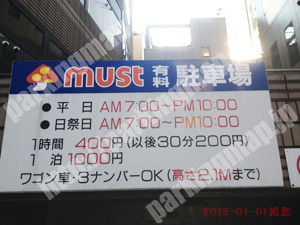 must 有料 駐車場
● 平 日 AM7:00~PM10:00
● 日祭日 AM7:00~PM10:00
1時間 400円(以後30分200円)
1 泊 1000円
ワゴン車・3ナンバーOK(高さ2.1Mまで)
parkingmap.jp
2015-01-01撮影